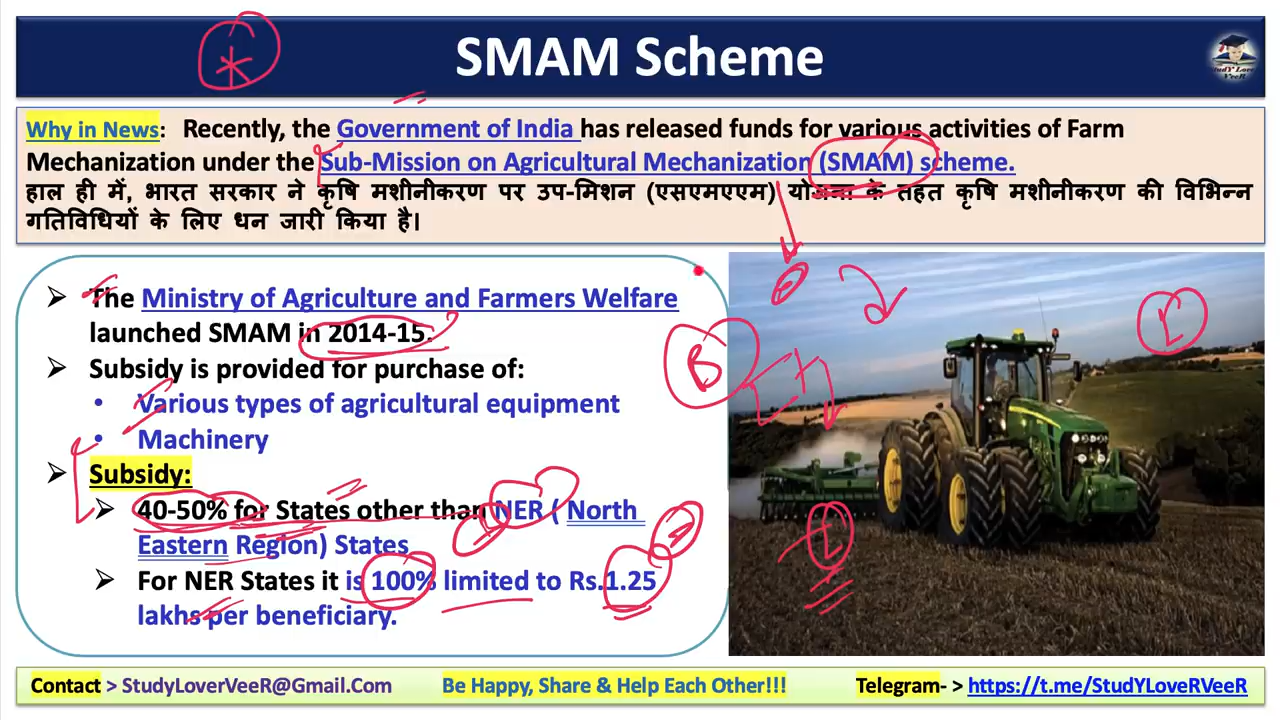 SMAM Scheme
StudY Lover
VeeR
Why in News: Recently, the Government of India has released funds for various activities of Farm
Mechanization under the Sub-Mission on Agricultural Mechanization (SMAM) scheme.
हाल ही में, भारत सरकार ने कृषि मशीनीकरण पर उप-मिशन (एसएमएएम) योजना के तहत कृषि मशीनीकरण की विभिन्न
गतिविधियों के लिए धन जारी किया है।
➢ The Ministry of Agriculture and Farmers Welfare
launched SMAM in 2014-15.
➢ Subsidy is provided for purchase of:
• Various types of agricultural equipment
• Machinery
➢ Subsidy:
➢ 40-50% for States other than NER ( North
Eastern Region) States
➢ For NER States it is 100% limited to Rs.1.25
lakhs per beneficiary.
B
L
Contact > StudyLoverVeeR@Gmail.Com
Be Happy, Share & Help Each Other!!!
Telegram- > https://t.me/StudYLoveRVeeR